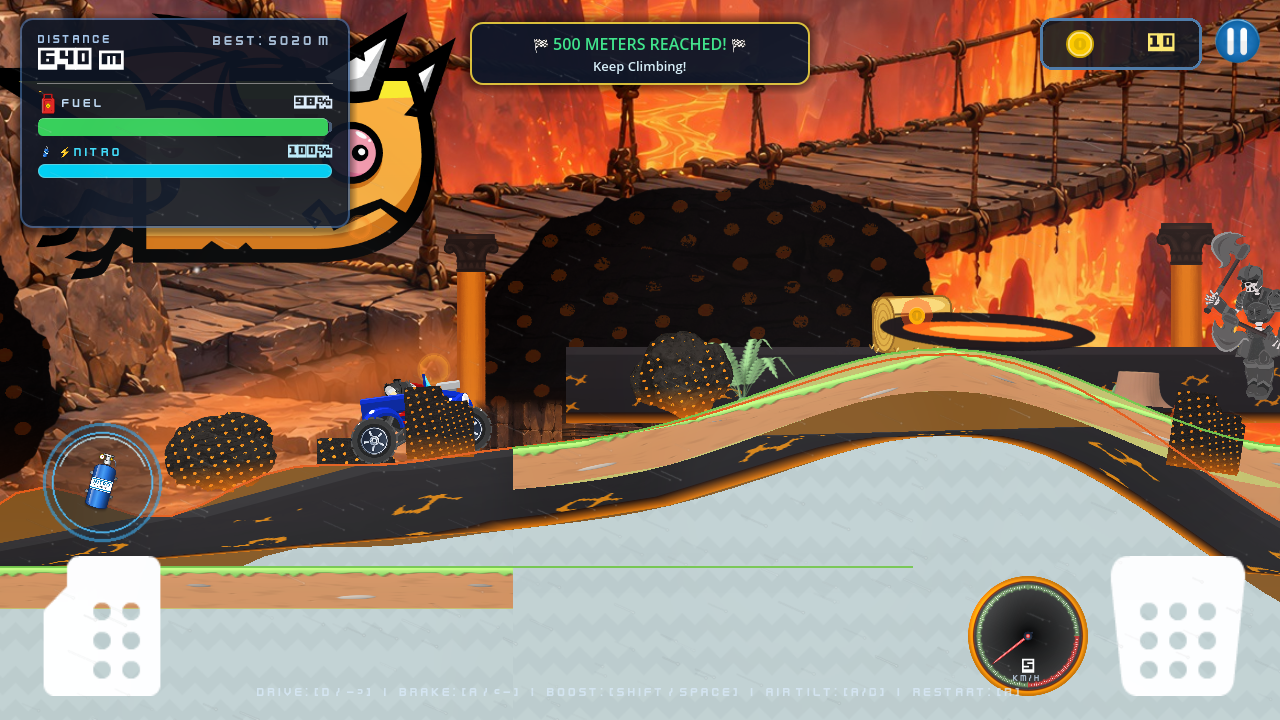 DISTANCE
BEST: 5020 M
640 m
FUEL
98%
NITRO
100%
🏁 500 METERS REACHED! 🏁
Keep Climbing!
10
5
KM/H
DRIVE: [D / ->] | BRAKE: [A / <-] | BOOST: [SHIFT / SPACE] | AIR TILT: [A/D] | RESTART: [R]